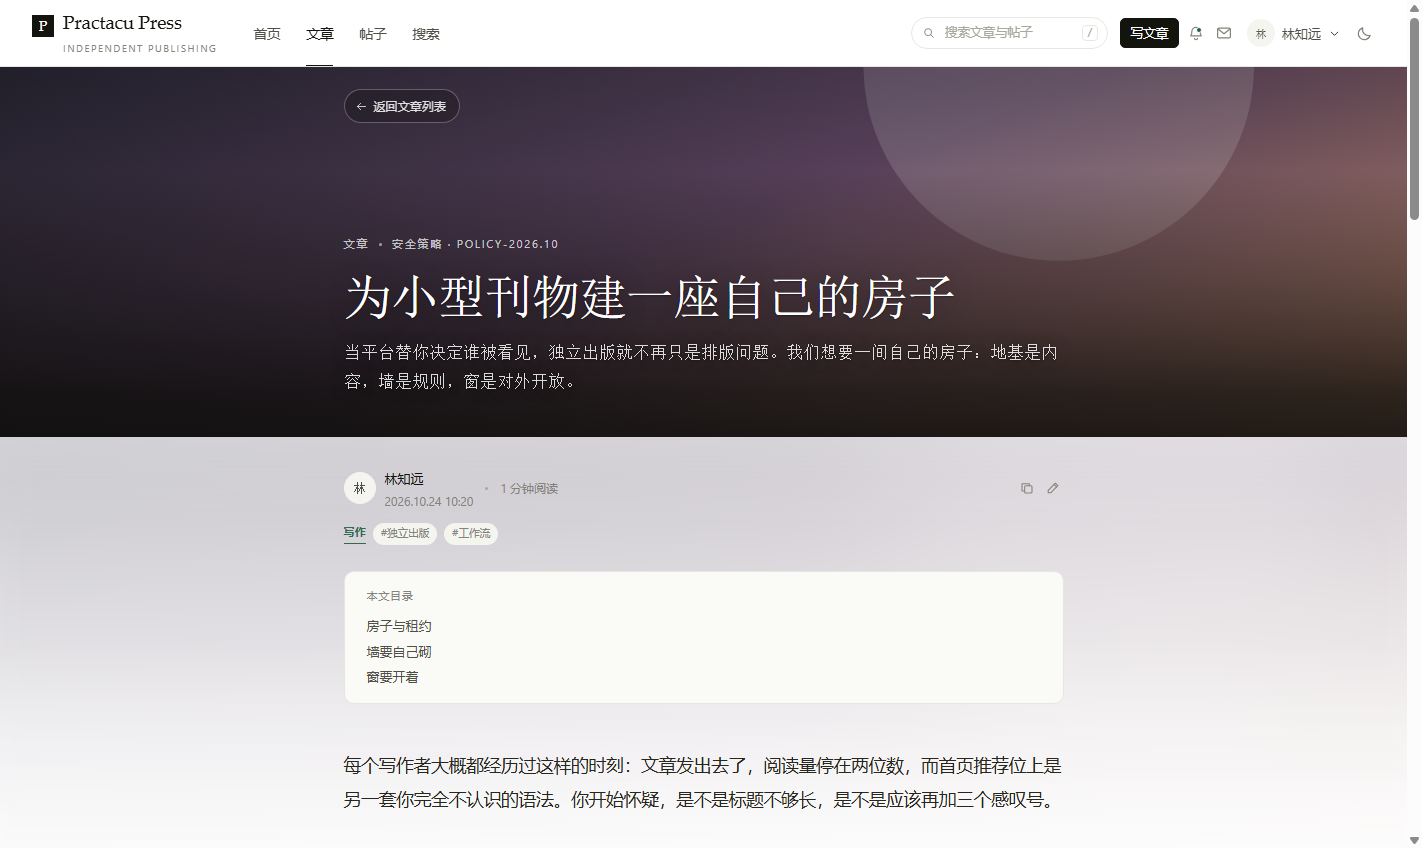 P Practacu Press
INDEPENDENT PUBLISHING
首页 文章 帖子 搜索
搜索文章与帖子 /
写文章
林 林知远
← 返回文章列表
文章 • 安全策略 · POLICY-2026.10
为小型刊物建一座自己的房子
当平台替你决定谁被看见，独立出版就不再只是排版问题。我们想要一间自己的房子：地基是内
容，墙是规则，窗是对外开放。
林 林知远
2026.10.24 10:20 • 1 分钟阅读
写作 #独立出版 #工作流
本文目录
房子与租约
墙要自己砌
窗要开着
每个写作者大概都经历过这样的时刻：文章发出去了，阅读量停在两位数，而首页推荐位上是
另一套你完全不认识的语法。你开始怀疑，是不是标题不够长，是不是应该再加三个感叹号。